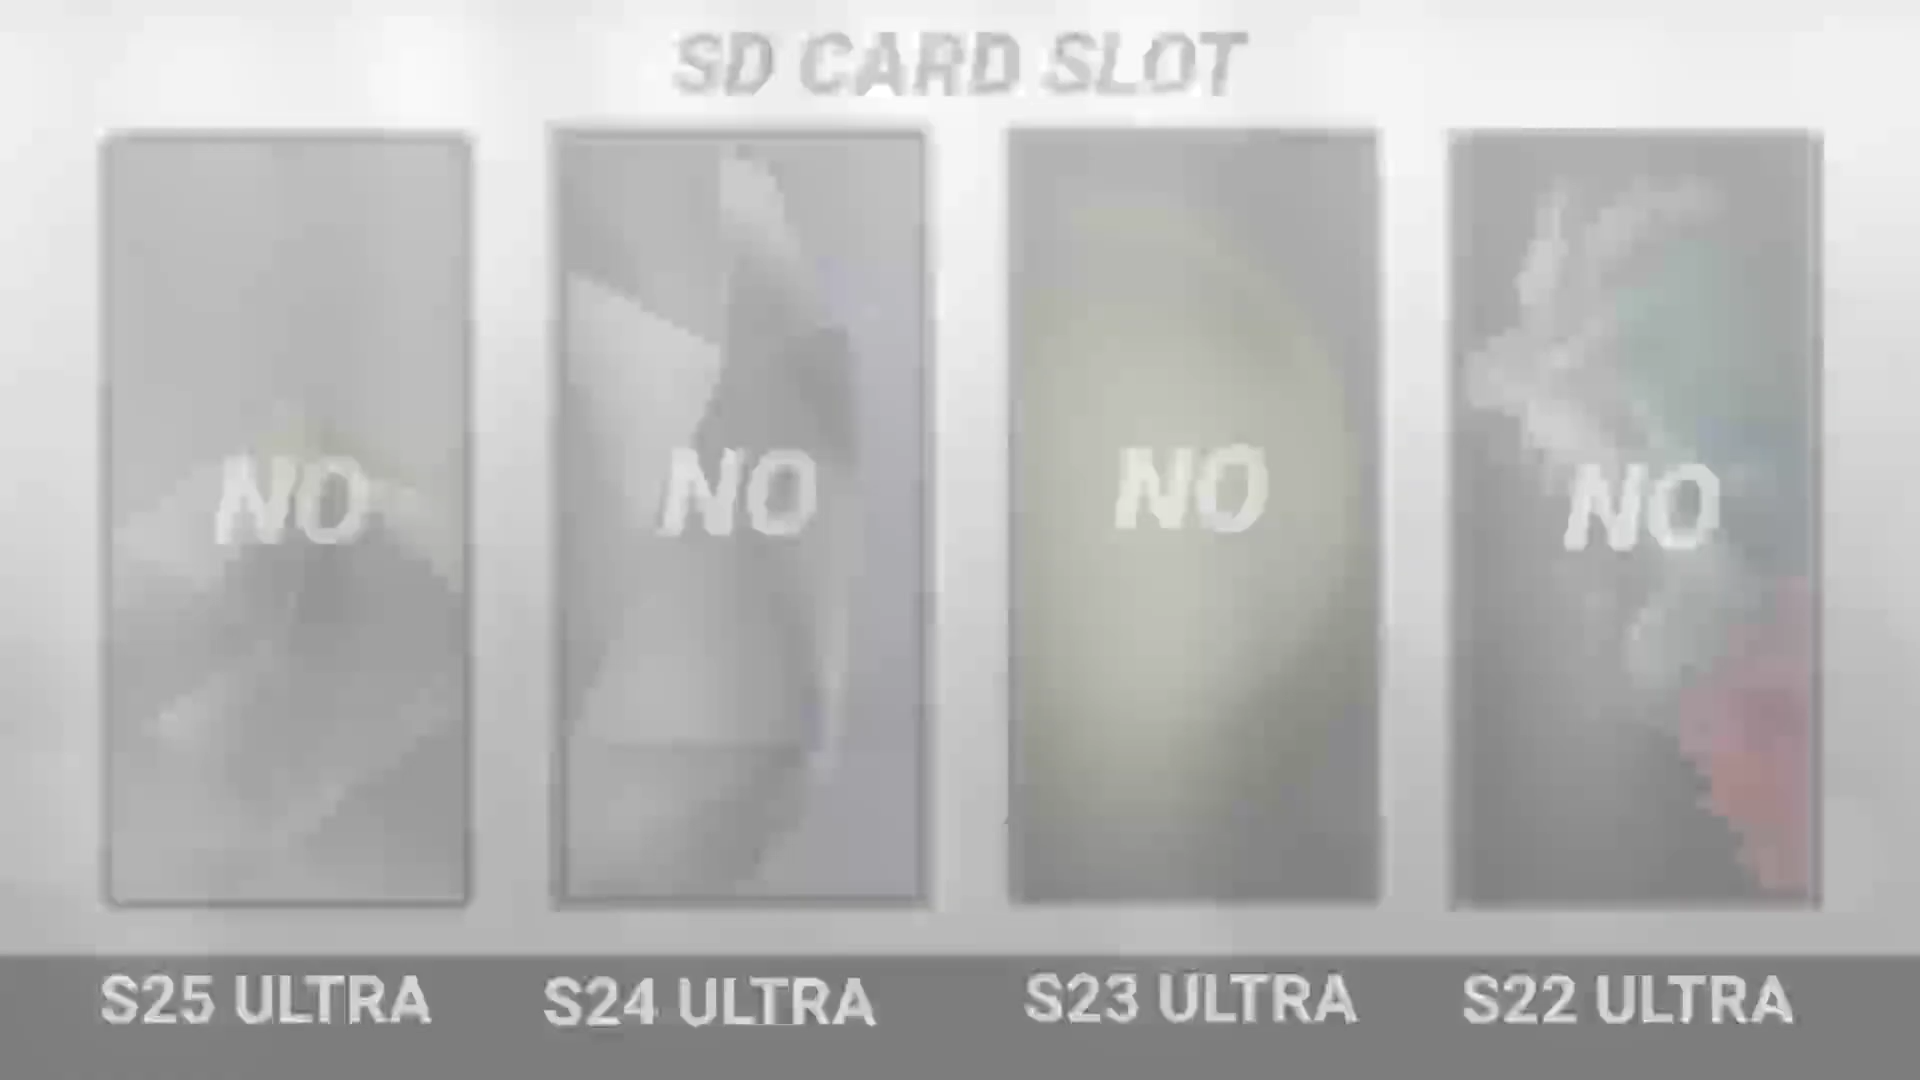 SD CARD SLOT
NO NO NO NO
S25 ULTRA S24 ULTRA S23 ULTRA S22 ULTRA